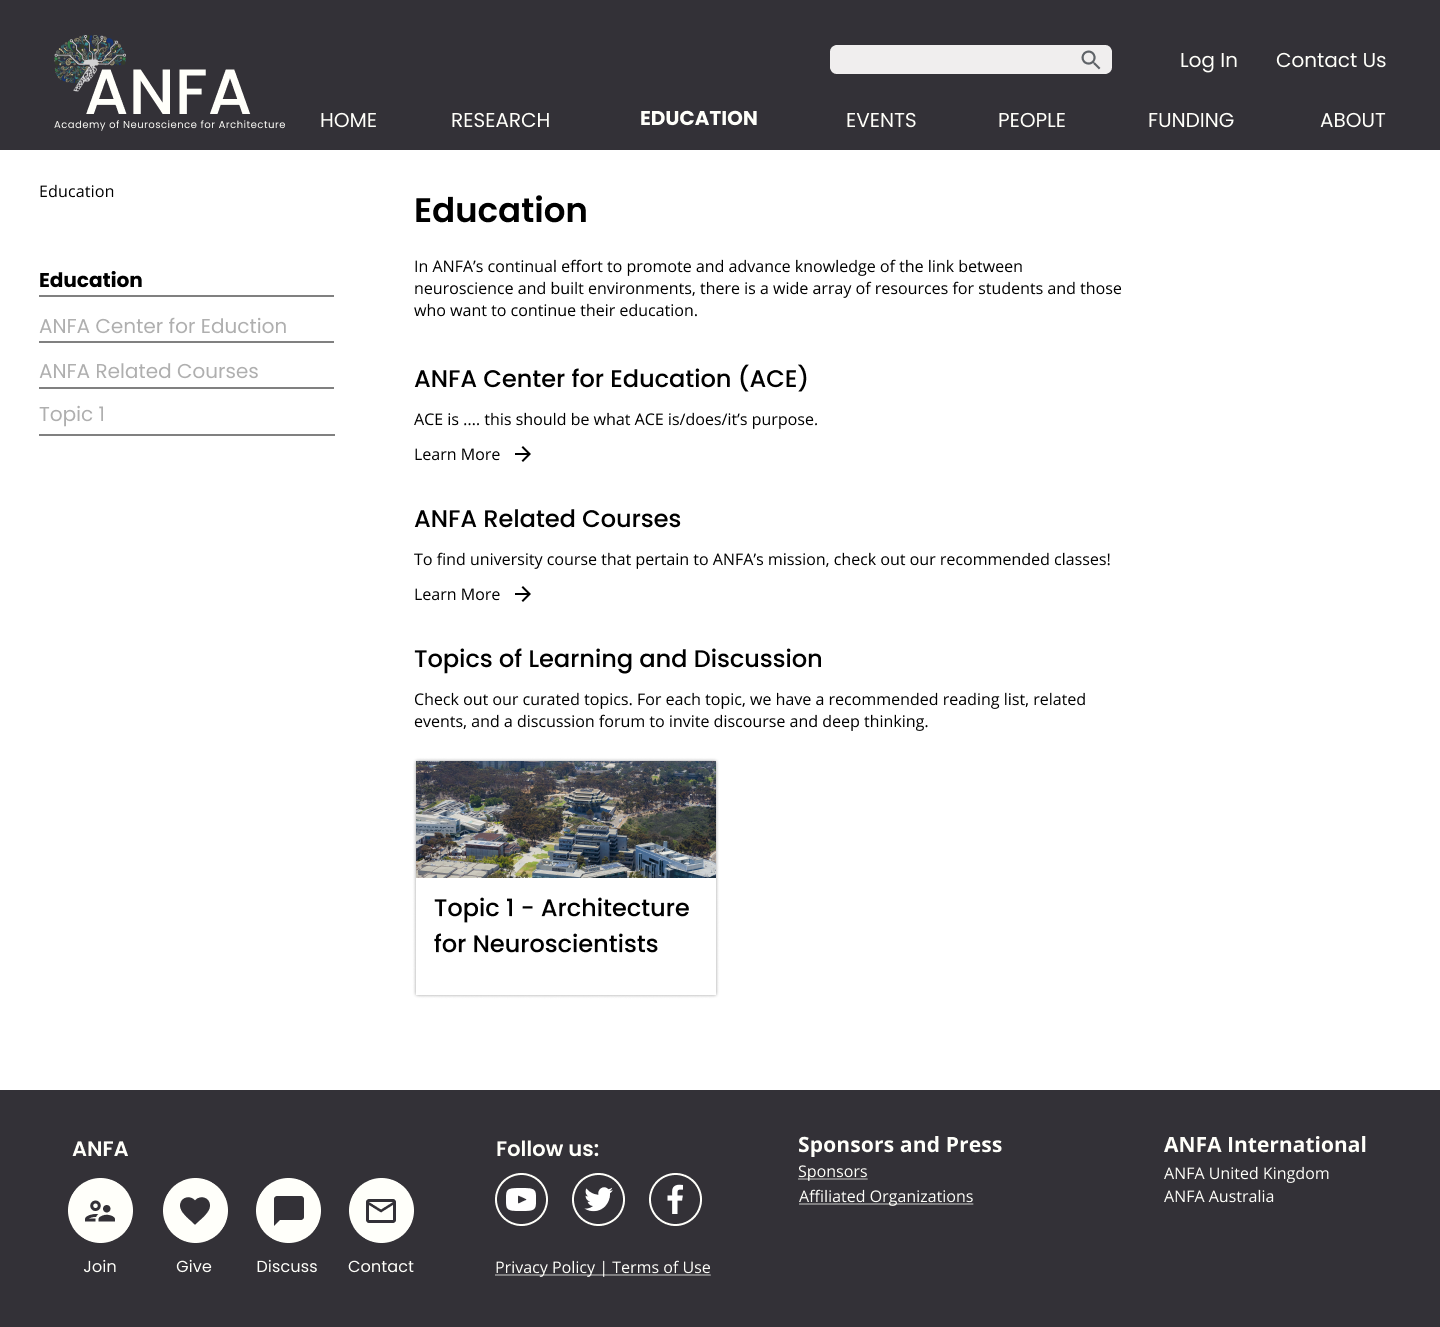 ANFA
Academy of Neuroscience for Architecture
Log In
Contact Us
HOME
RESEARCH
EDUCATION
EVENTS
PEOPLE
FUNDING
ABOUT
Education
Education
ANFA Center for Eduction
ANFA Related Courses
Topic 1
Education
In ANFA’s continual effort to promote and advance knowledge of the link between
neuroscience and built environments, there is a wide array of resources for students and those
who want to continue their education.
ANFA Center for Education (ACE)
ACE is .... this should be what ACE is/does/it’s purpose.
Learn More
ANFA Related Courses
To find university course that pertain to ANFA’s mission, check out our recommended classes!
Learn More
Topics of Learning and Discussion
Check out our curated topics. For each topic, we have a recommended reading list, related
events, and a discussion forum to invite discourse and deep thinking.
Topic 1 - Architecture
for Neuroscientists
ANFA
Join
Give
Discuss
Contact
Follow us:
Privacy Policy | Terms of Use
Sponsors and Press
Sponsors
Affiliated Organizations
ANFA International
ANFA United Kingdom
ANFA Australia